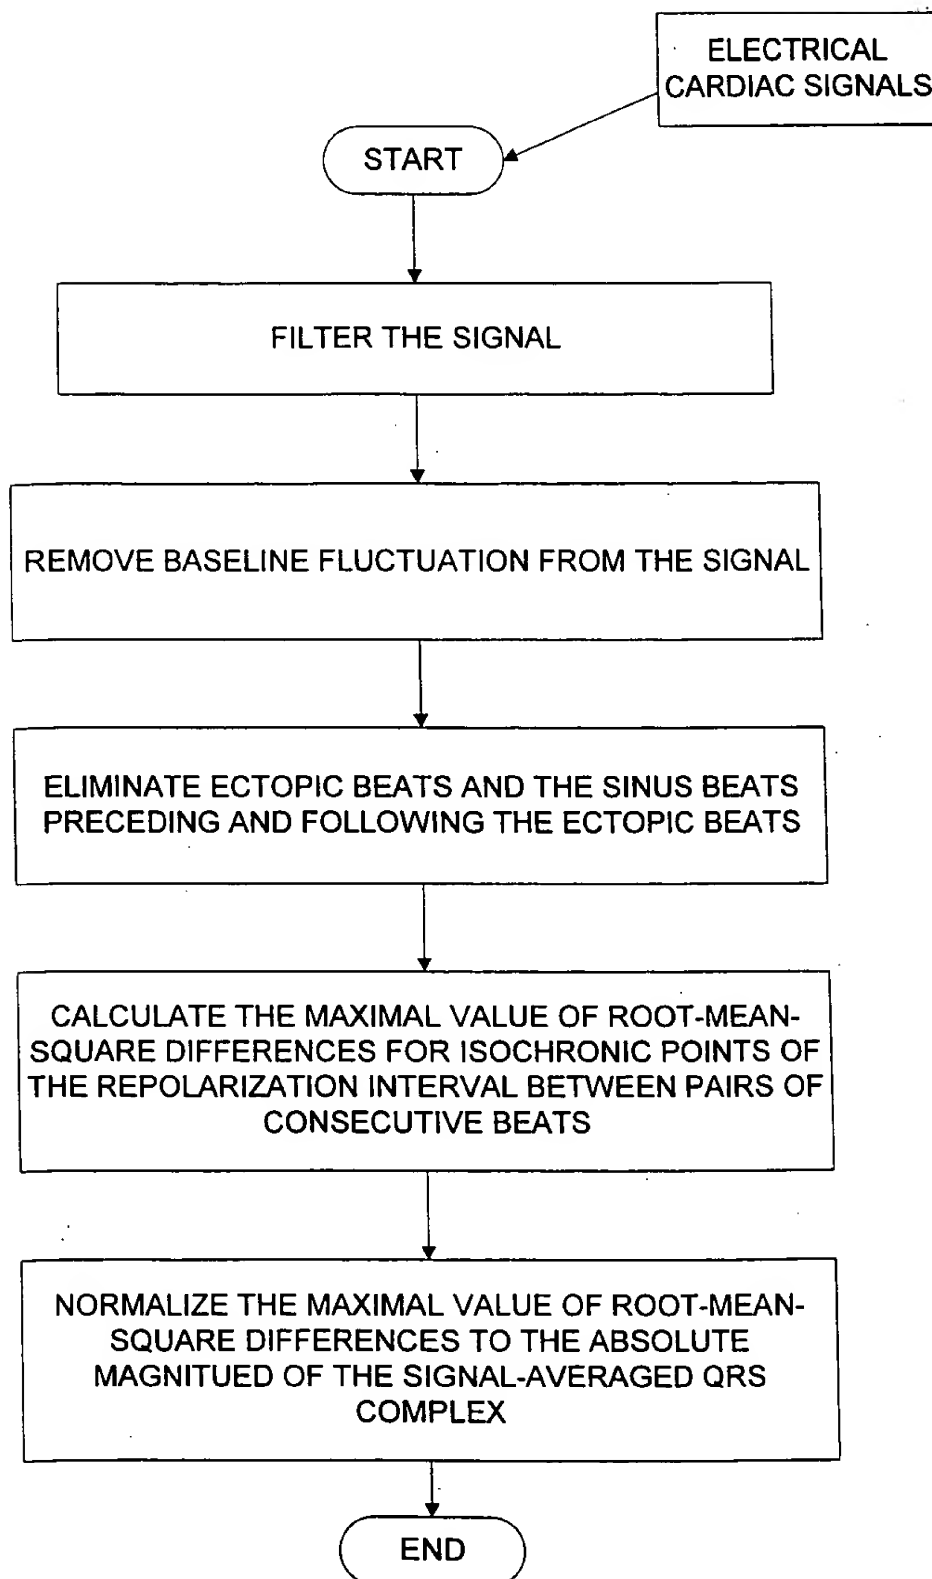 ELECTRICAL
CARDIAC SIGNALS
START
FILTER THE SIGNAL
REMOVE BASELINE FLUCTUATION FROM THE SIGNAL
ELIMINATE ECTOPIC BEATS AND THE SINUS BEATS
PRECEDING AND FOLLOWING THE ECTOPIC BEATS
CALCULATE THE MAXIMAL VALUE OF ROOT-MEAN-
SQUARE DIFFERENCES FOR ISOCHRONIC POINTS OF
THE REPOLARIZATION INTERVAL BETWEEN PAIRS OF
CONSECUTIVE BEATS
NORMALIZE THE MAXIMAL VALUE OF ROOT-MEAN-
SQUARE DIFFERENCES TO THE ABSOLUTE
MAGNITUED OF THE SIGNAL-AVERAGED QRS
COMPLEX
END